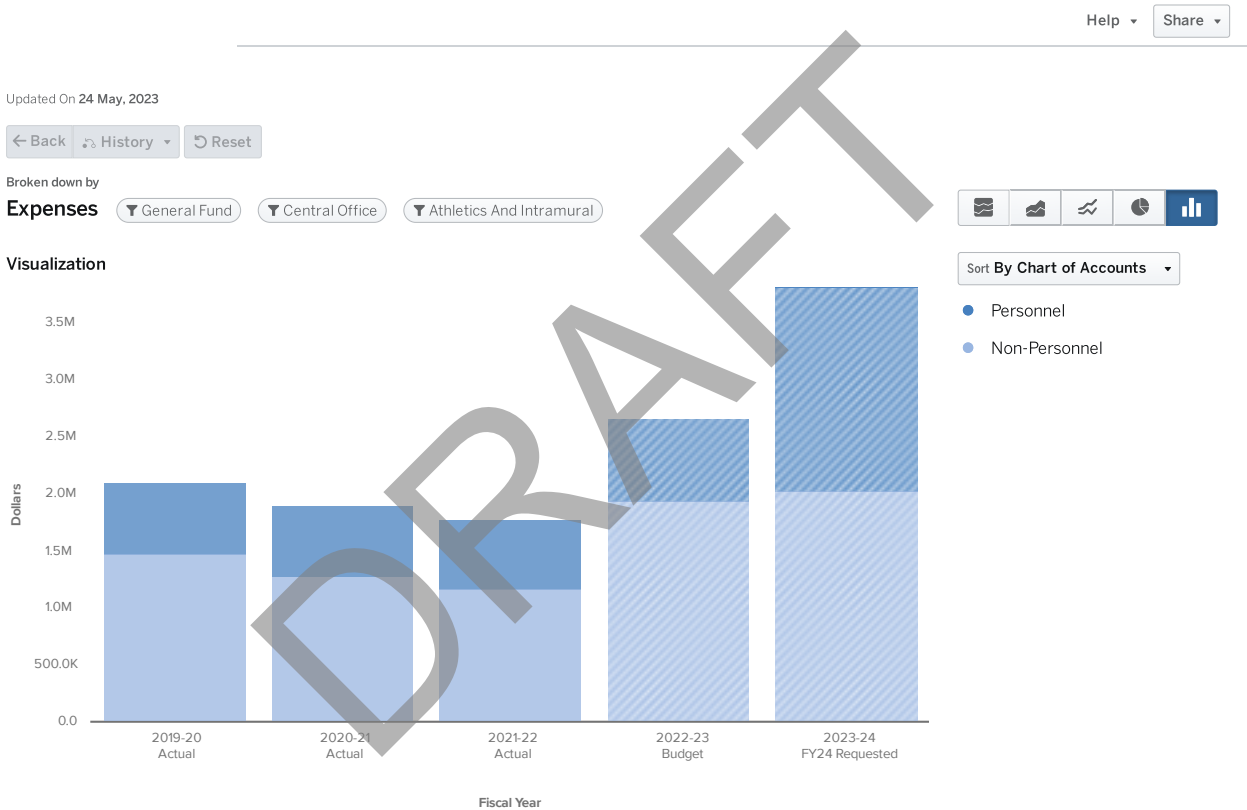 Help
Share
Updated On 24 May, 2023
Back
History
Reset
Broken down by
Expenses
General Fund
Central Office
Athletics And Intramural
Visualization
Sort By Chart of Accounts
Personnel
Non-Personnel
3.5M
3.0M
2.5M
2.0M
1.5M
1.0M
500.0K
0.0
Dollars
2019-20
Actual
2020-21
Actual
2021-22
Actual
2022-23
Budget
2023-24
FY24 Requested
Fiscal Year
DRAFT